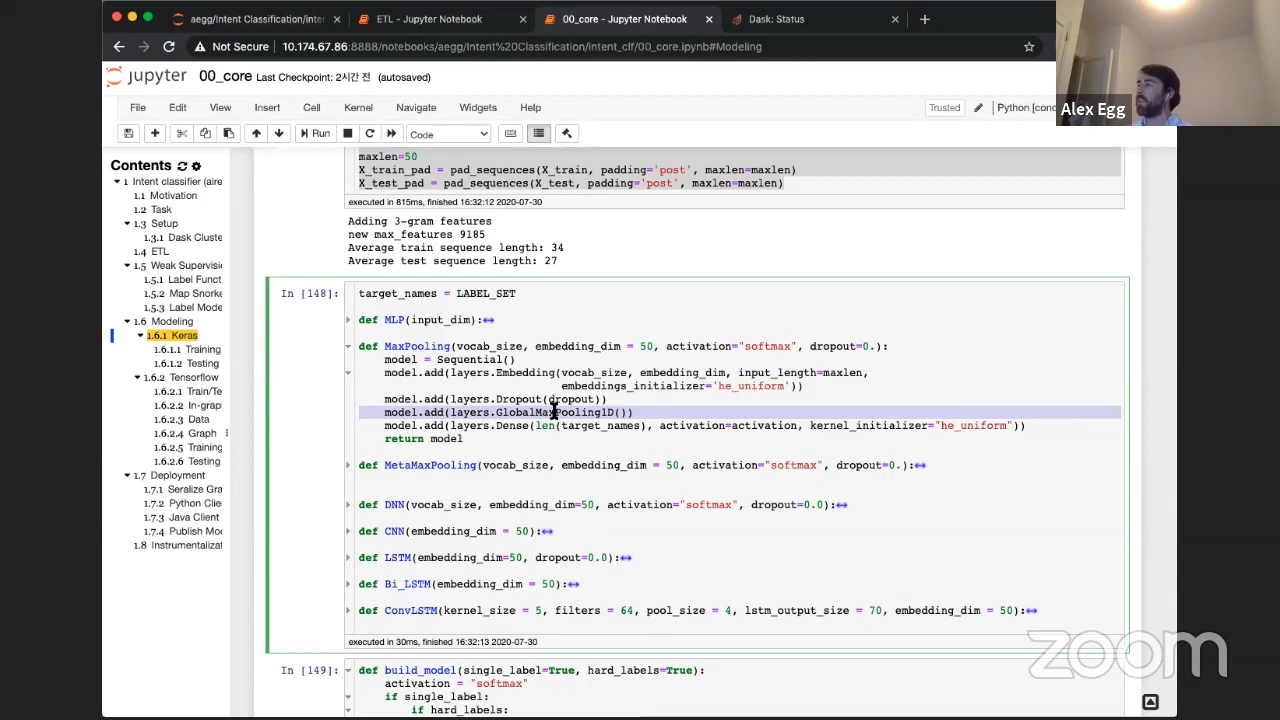 aegg/Intent Classification/inter
ETL - Jupyter Notebook
00_core - Jupyter Notebook
Dask: Status
Not Secure
10.174.67.86:8888/notebooks/aegg/Intent%20Classification/intent_clf/00_core.ipynb#Modeling
jupyter 00_core Last Checkpoint: 2시간 전 (autosaved)
File Edit View Insert Cell Kernel Navigate Widgets Help
Trusted
Python [con
Alex Egg
Run
Code
Contents
1 Intent classifier (aire
1.1 Motivation
1.2 Task
1.3 Setup
1.3.1 Dask Cluste
1.4 ETL
1.5 Weak Supervisi
1.5.1 Label Funct
1.5.2 Map Snorke
1.5.3 Label Mode
1.6 Modeling
1.6.1 Keras
1.6.1.1 Training
1.6.1.2 Testing
1.6.2 Tensorflow
1.6.2.1 Train/Te
1.6.2.2 In-grap
1.6.2.3 Data
1.6.2.4 Graph
1.6.2.5 Training
1.6.2.6 Testing
1.7 Deployment
1.7.1 Seralize Gra
1.7.2 Python Clie
1.7.3 Java Client
1.7.4 Publish Mo
1.8 Instrumentalizat
maxlen=50
X_train_pad = pad_sequences(X_train, padding='post', maxlen=maxlen)
X_test_pad = pad_sequences(X_test, padding='post', maxlen=maxlen)
executed in 815ms, finished 16:32:12 2020-07-30
Adding 3-gram features
new max_features 9185
Average train sequence length: 34
Average test sequence length: 27
In [148]:
target_names = LABEL_SET
def MLP(input_dim):
def MaxPooling(vocab_size, embedding_dim = 50, activation="softmax", dropout=0.):
model = Sequential()
model.add(layers.Embedding(vocab_size, embedding_dim, input_length=maxlen,
embeddings_initializer='he_uniform'))
model.add(layers.Dropout(dropout))
model.add(layers.GlobalMaxPooling1D())
model.add(layers.Dense(len(target_names), activation=activation, kernel_initializer="he_uniform"))
return model
def MetaMaxPooling(vocab_size, embedding_dim = 50, activation="softmax", dropout=0.):
def DNN(vocab_size, embedding_dim=50, activation="softmax", dropout=0.0):
def CNN(embedding_dim = 50):
def LSTM(embedding_dim=50, dropout=0.0):
def Bi_LSTM(embedding_dim = 50):
def ConvLSTM(kernel_size = 5, filters = 64, pool_size = 4, lstm_output_size = 70, embedding_dim = 50):
executed in 30ms, finished 16:32:13 2020-07-30
In [149]:
def build_model(single_label=True, hard_labels=True):
activation = "softmax"
if single_label:
if hard_labels:
zoom